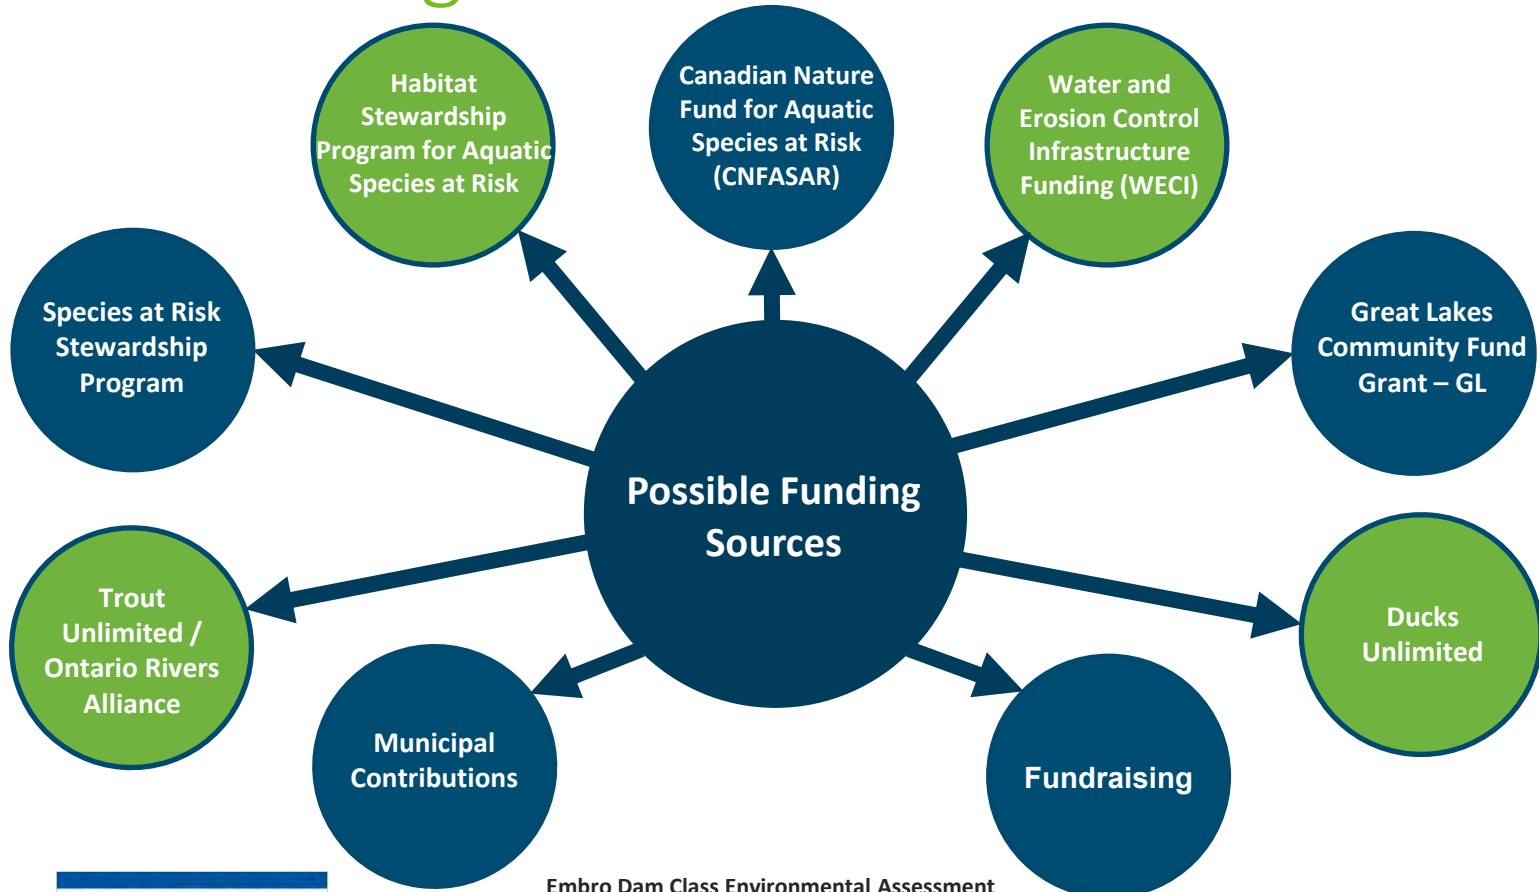 Habitat
Stewardship
Program for Aquatic
Species at Risk
Canadian Nature
Fund for Aquatic
Species at Risk
(CNFASAR)
Water and
Erosion Control
Infrastructure
Funding (WECI)
Species at Risk
Stewardship
Program
Great Lakes
Community Fund
Grant – GL
Possible Funding
Sources
Trout
Unlimited /
Ontario Rivers
Alliance
Ducks
Unlimited
Municipal
Contributions
Fundraising
Embro Dam Class Environmental Assessment